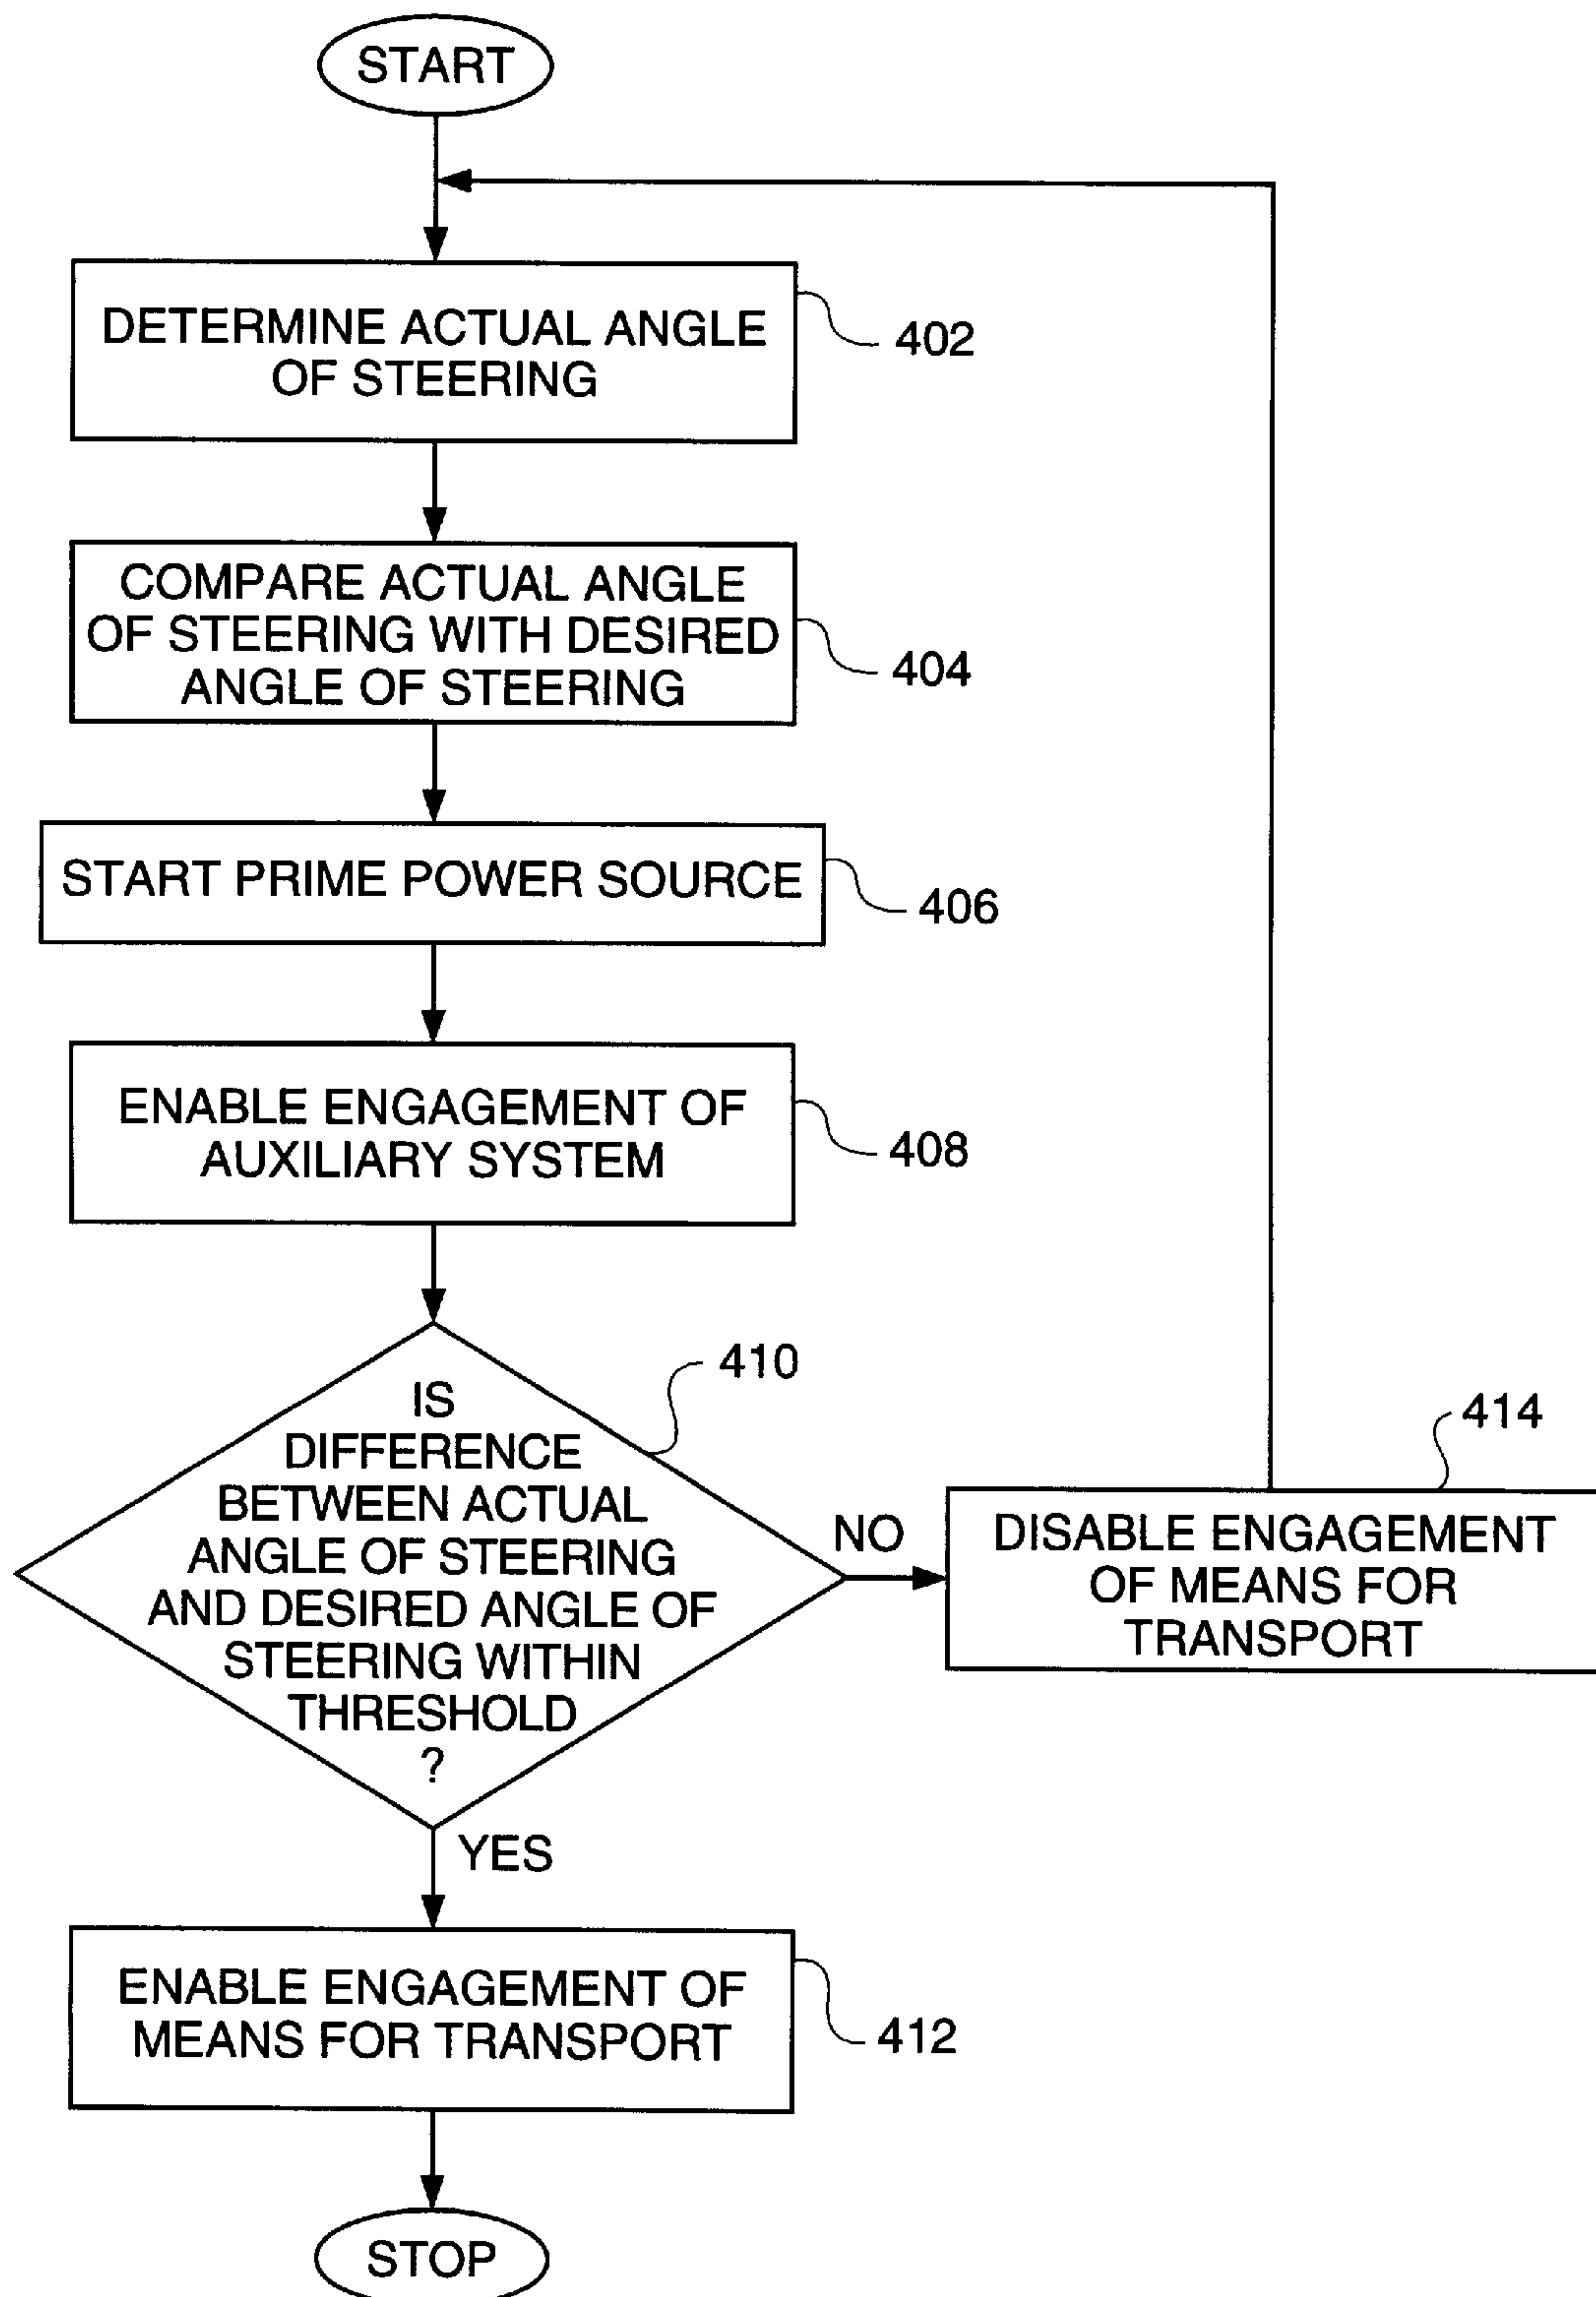 START
DETERMINE ACTUAL ANGLE
OF STEERING
402
COMPARE ACTUAL ANGLE
OF STEERING WITH DESIRED
ANGLE OF STEERING
404
START PRIME POWER SOURCE
406
ENABLE ENGAGEMENT OF
AUXILIARY SYSTEM
408
410
IS
DIFFERENCE
BETWEEN ACTUAL
ANGLE OF STEERING
AND DESIRED ANGLE OF
STEERING WITHIN
THRESHOLD
?
NO
414
DISABLE ENGAGEMENT
OF MEANS FOR
TRANSPORT
YES
ENABLE ENGAGEMENT OF
MEANS FOR TRANSPORT
412
STOP